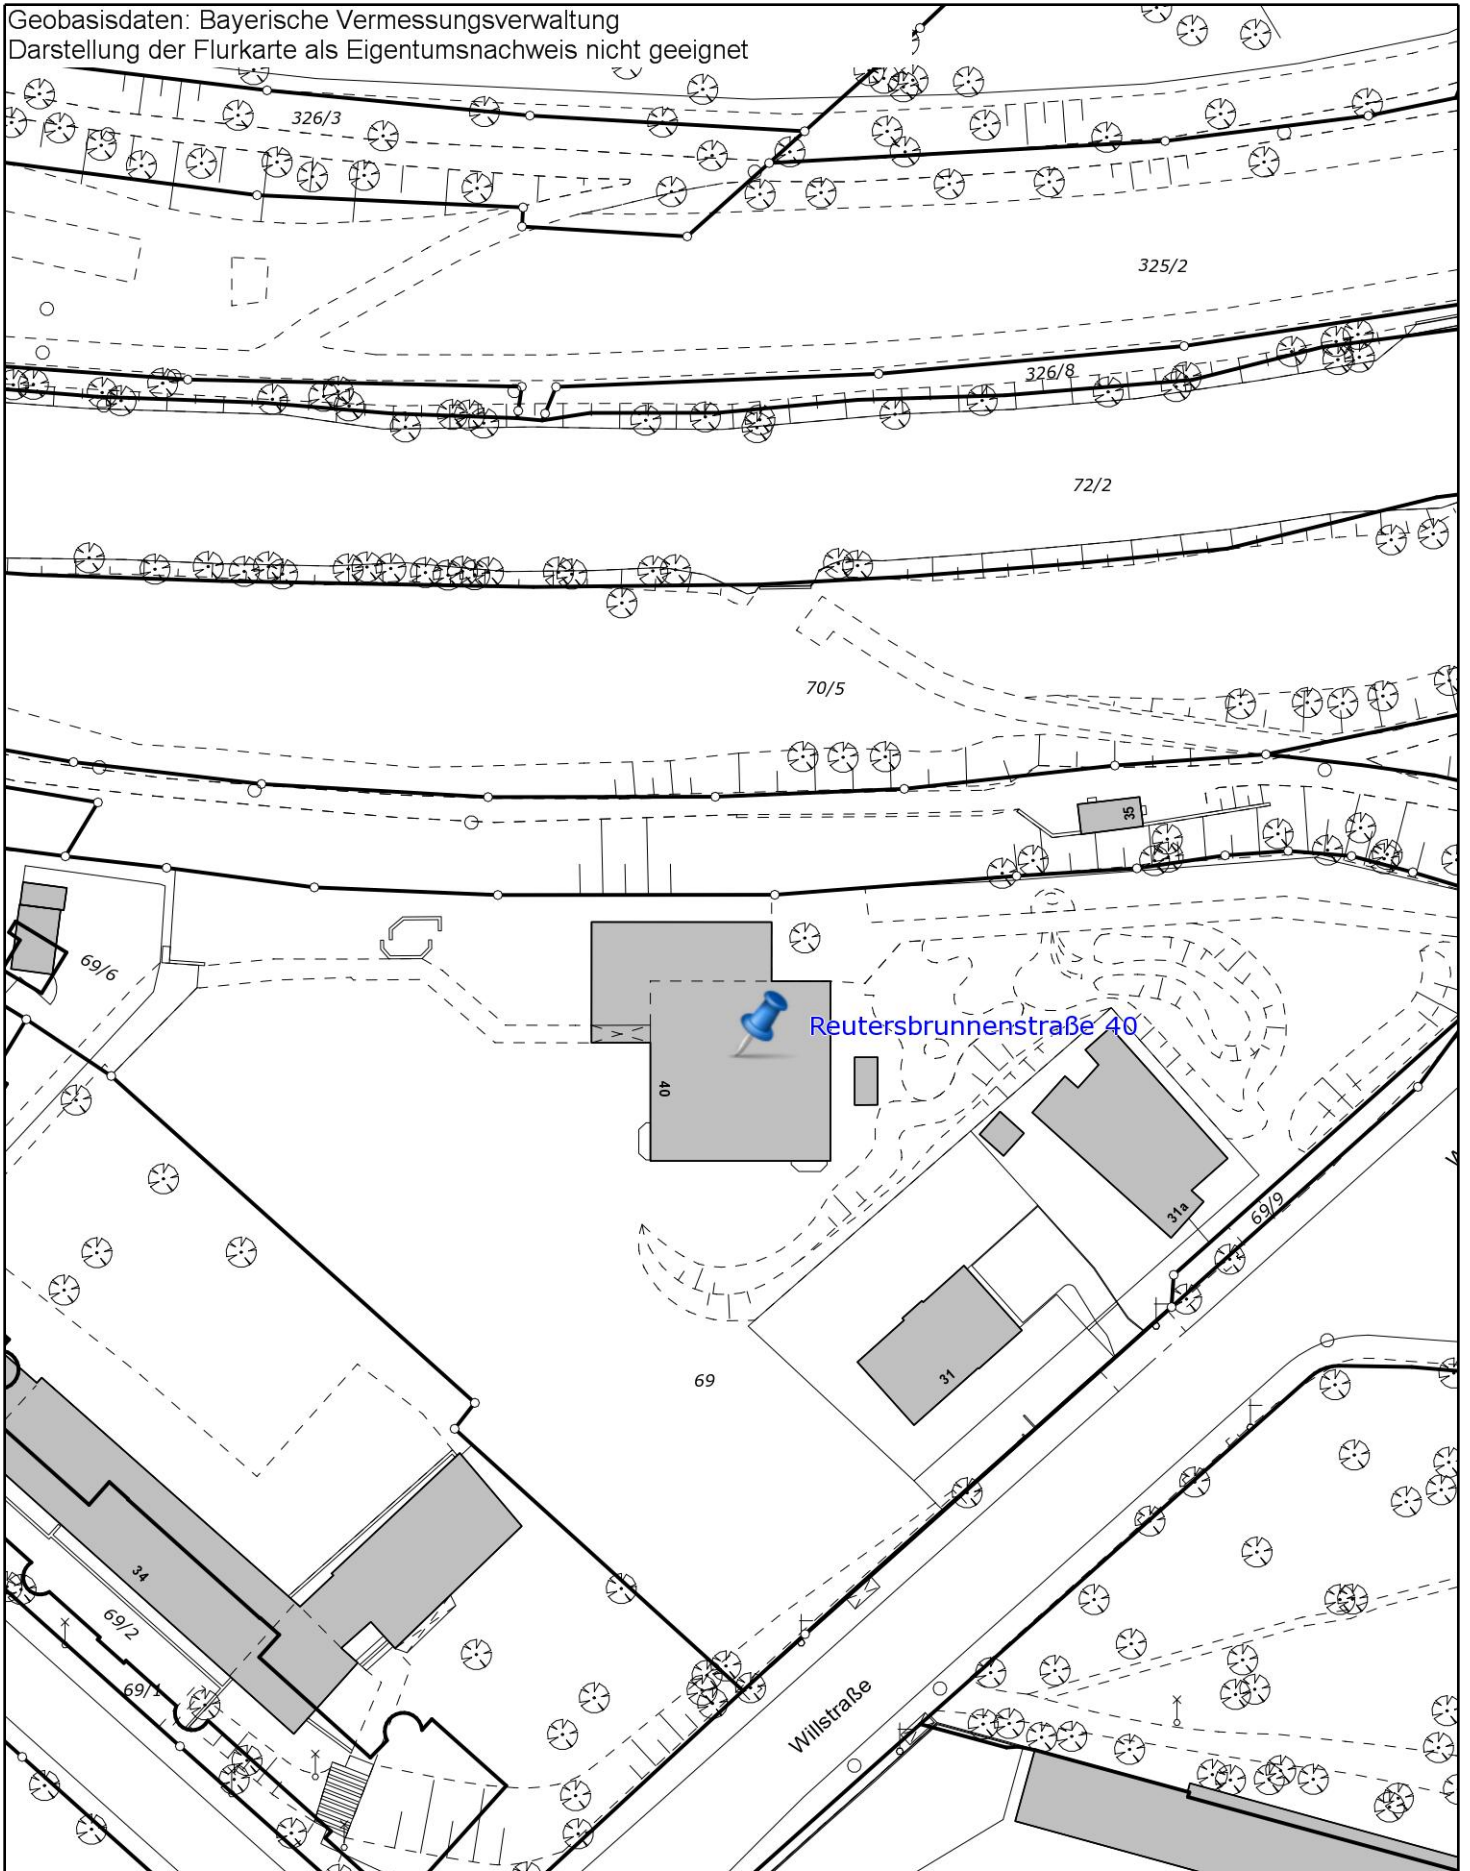 Geobasisdaten: Bayerische Vermessungsverwaltung
Darstellung der Flurkarte als Eigentumsnachweis nicht geeignet
326/3
325/2
326/8
72/2
70/5
35
69/6
Reutersbrunnenstraße 40
40
31a
69/9
31
69
34
69/2
69/1
Willstraße